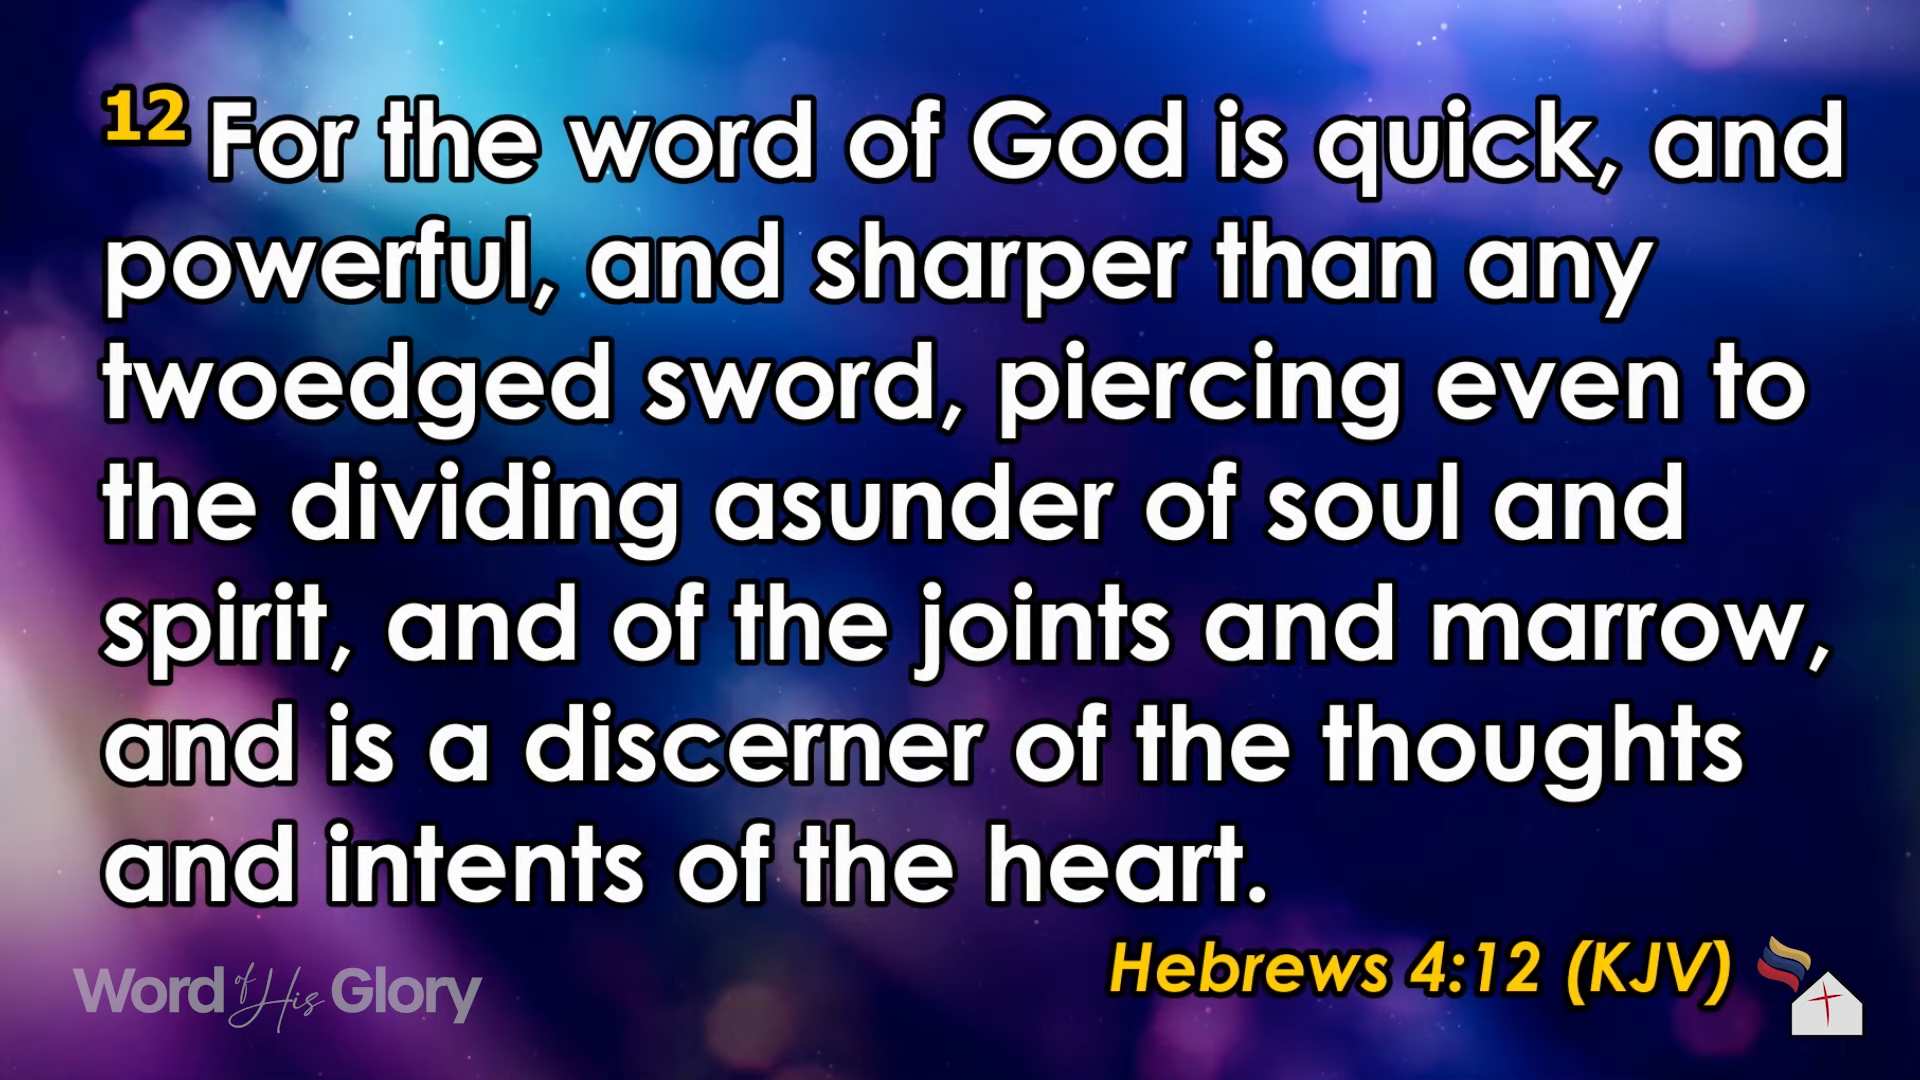 12 For the word of God is quick, and
powerful, and sharper than any
twoedged sword, piercing even to
the dividing asunder of soul and
spirit, and of the joints and marrow,
and is a discerner of the thoughts
and intents of the heart.
Hebrews 4:12 (KJV)
Word of His Glory